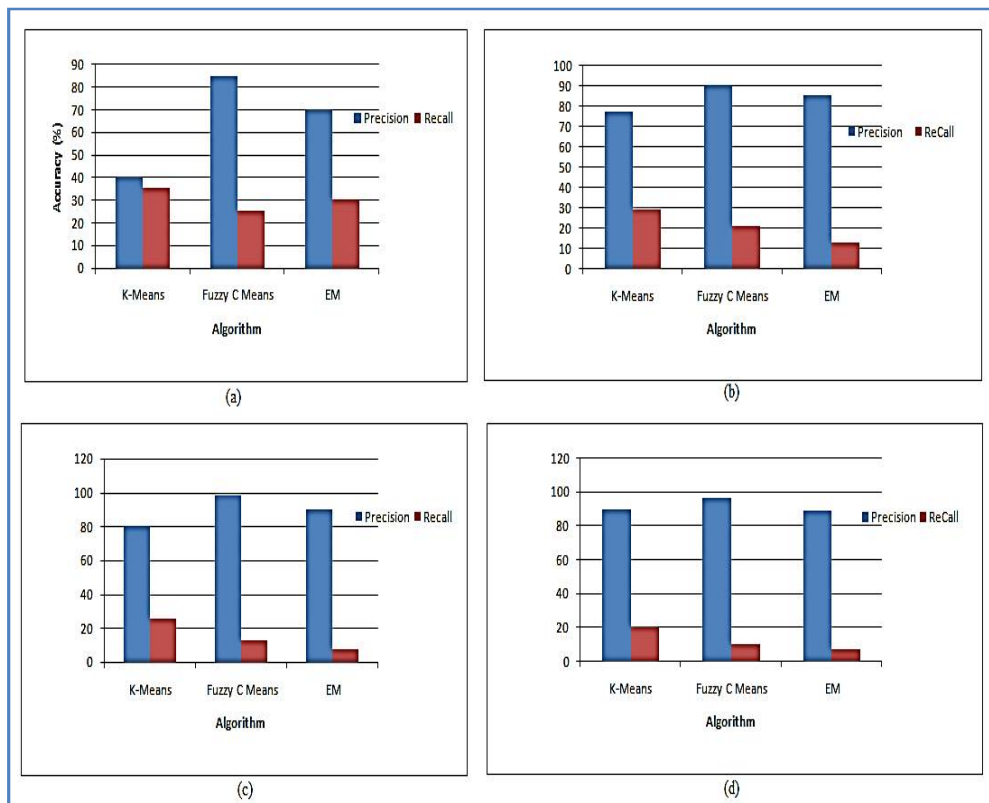 90
80
70
60
50
40
30
20
10
0
Accuracy (%)
Precision Recall
K-Means Fuzzy C Means EM
Algorithm
(a)
100
90
80
70
60
50
40
30
20
10
0
Precision ReCall
K-Means Fuzzy C Means EM
Algorithm
(b)
120
100
80
60
40
20
0
Precision Recall
K-Means Fuzzy C Means EM
Algorithm
(c)
120
100
80
60
40
20
0
Precision ReCall
K-Means Fuzzy C Means EM
Algorithm
(d)